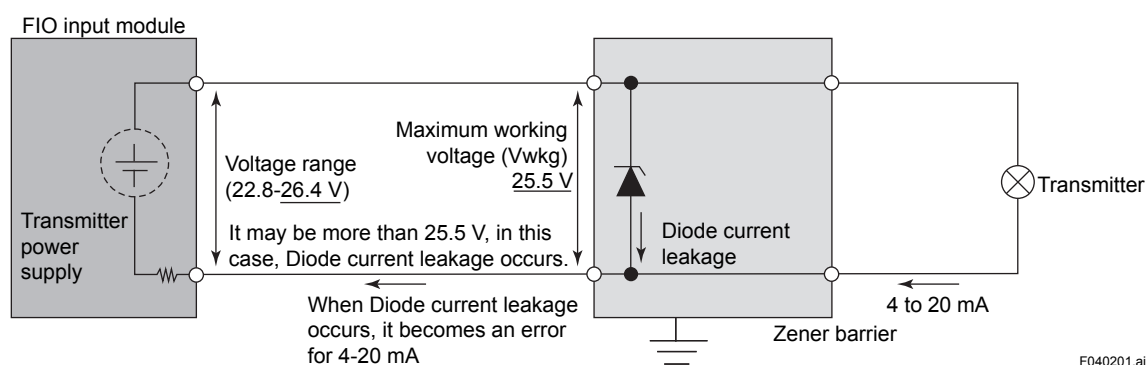 FIO input module
Voltage range
(22.8-26.4 V)
Maximum working
voltage (Vwkg)
25.5 V
Transmitter
Transmitter
power
supply
It may be more than 25.5 V, in this
case, Diode current leakage occurs.
Diode current
leakage
When Diode current leakage
occurs, it becomes an error
for 4-20 mA
4 to 20 mA
Zener barrier
F040201.ai